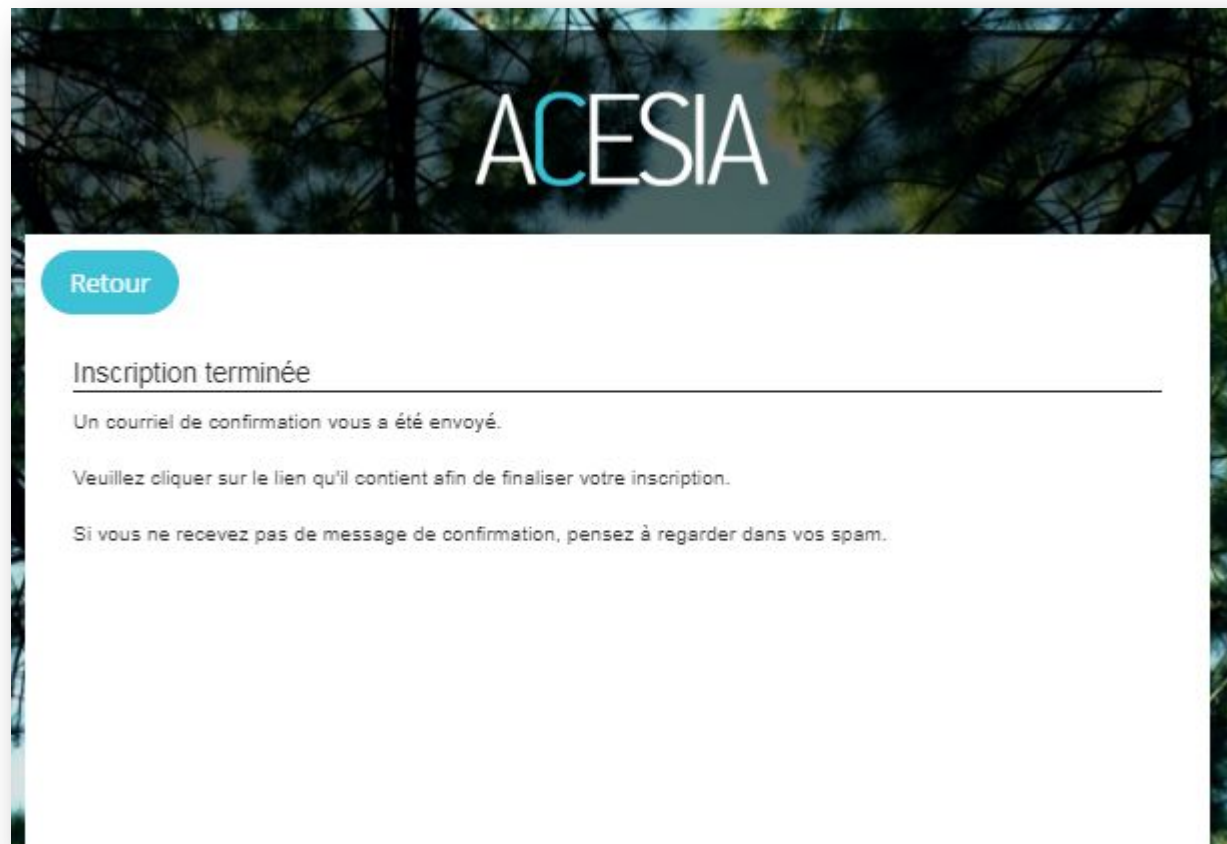 ACESIA
Retour
Inscription terminée
Un courriel de confirmation vous a été envoyé.
Veuillez cliquer sur le lien qu'il contient afin de finaliser votre inscription.
Si vous ne recevez pas de message de confirmation, pensez à regarder dans vos spam.